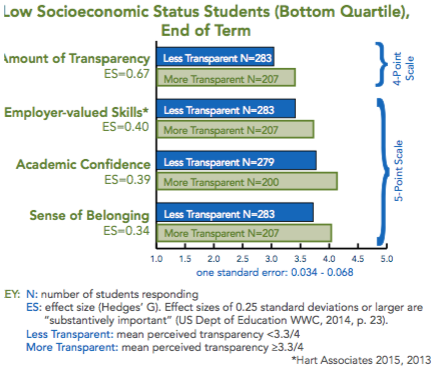 Low Socioeconomic Status Students (Bottom Quartile),
End of Term
Amount of Transparency
ES=0.67
Less Transparent N=283
More Transparent N=207
4-Point
Scale
Employer-valued Skills*
ES=0.40
Less Transparent N=283
More Transparent N=207
Academic Confidence
ES=0.39
Less Transparent N=279
More Transparent N=200
Sense of Belonging
ES=0.34
Less Transparent N=283
More Transparent N=207
5-Point Scale
1.0 1.5 2.0 2.5 3.0 3.5 4.0 4.5 5.0
one standard error: 0.034 - 0.068
EY: N: number of students responding
ES: effect size (Hedges' G). Effect sizes of 0.25 standard deviations or larger are
"substantively important" (US Dept of Education WWC, 2014, p. 23).
Less Transparent: mean perceived transparency <3.3/4
More Transparent: mean perceived transparency ≥3.3/4
*Hart Associates 2015, 2013